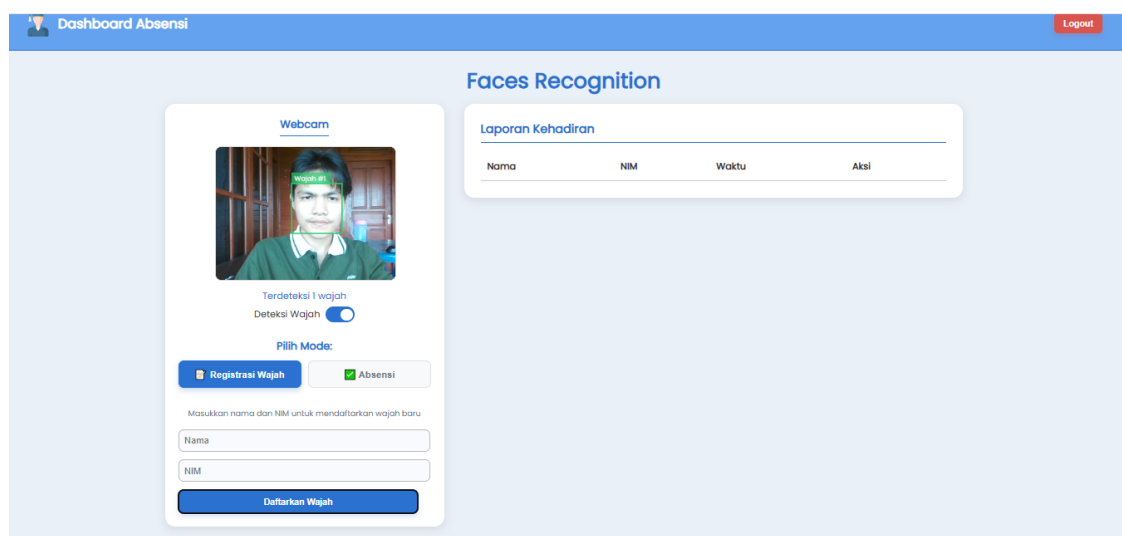 Dashboard Absensi
Logout
Faces Recognition
Webcam
Wajah #1
Terdeteksi 1 wajah
Deteksi Wajah
Pilih Mode:
Registrasi Wajah
Absensi
Masukkan nama dan NIM untuk mendaftarkan wajah baru
Nama
NIM
Daftarkan Wajah
Laporan Kehadiran
Nama NIM Waktu Aksi